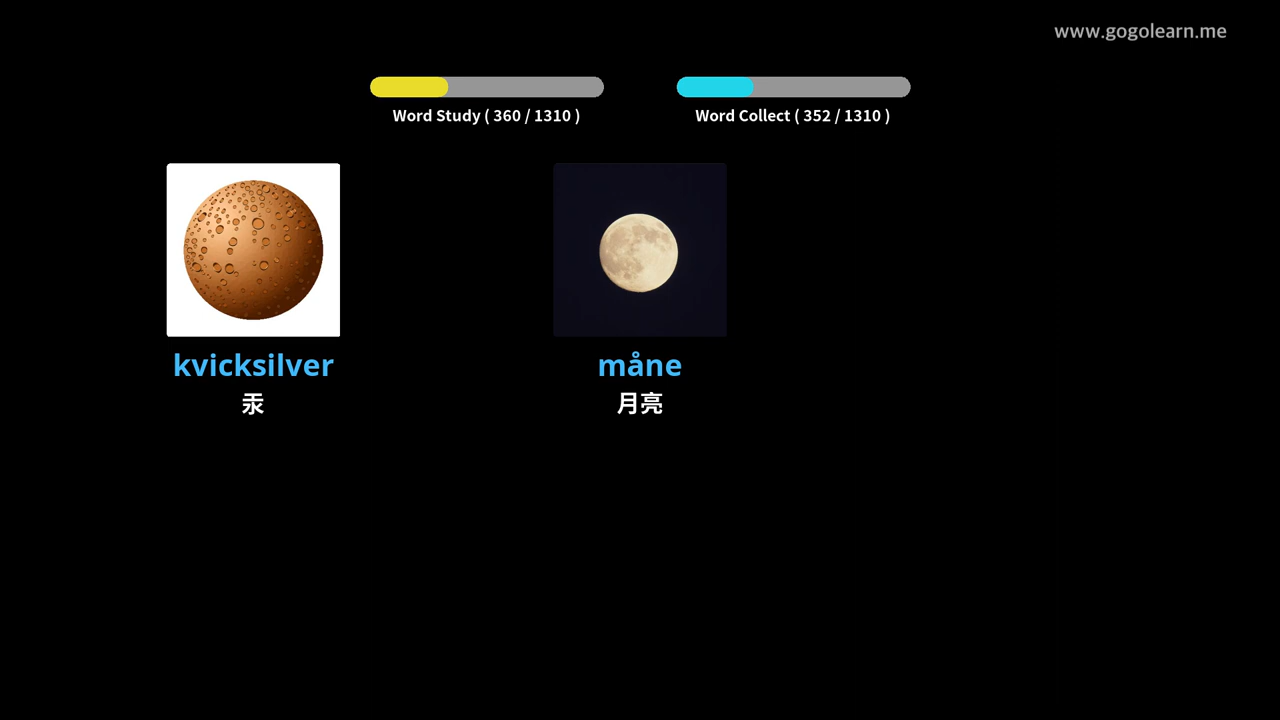 www.gogolearn.me
Word Study ( 360 / 1310 )
Word Collect ( 352 / 1310 )
kvicksilver
汞
måne
月亮